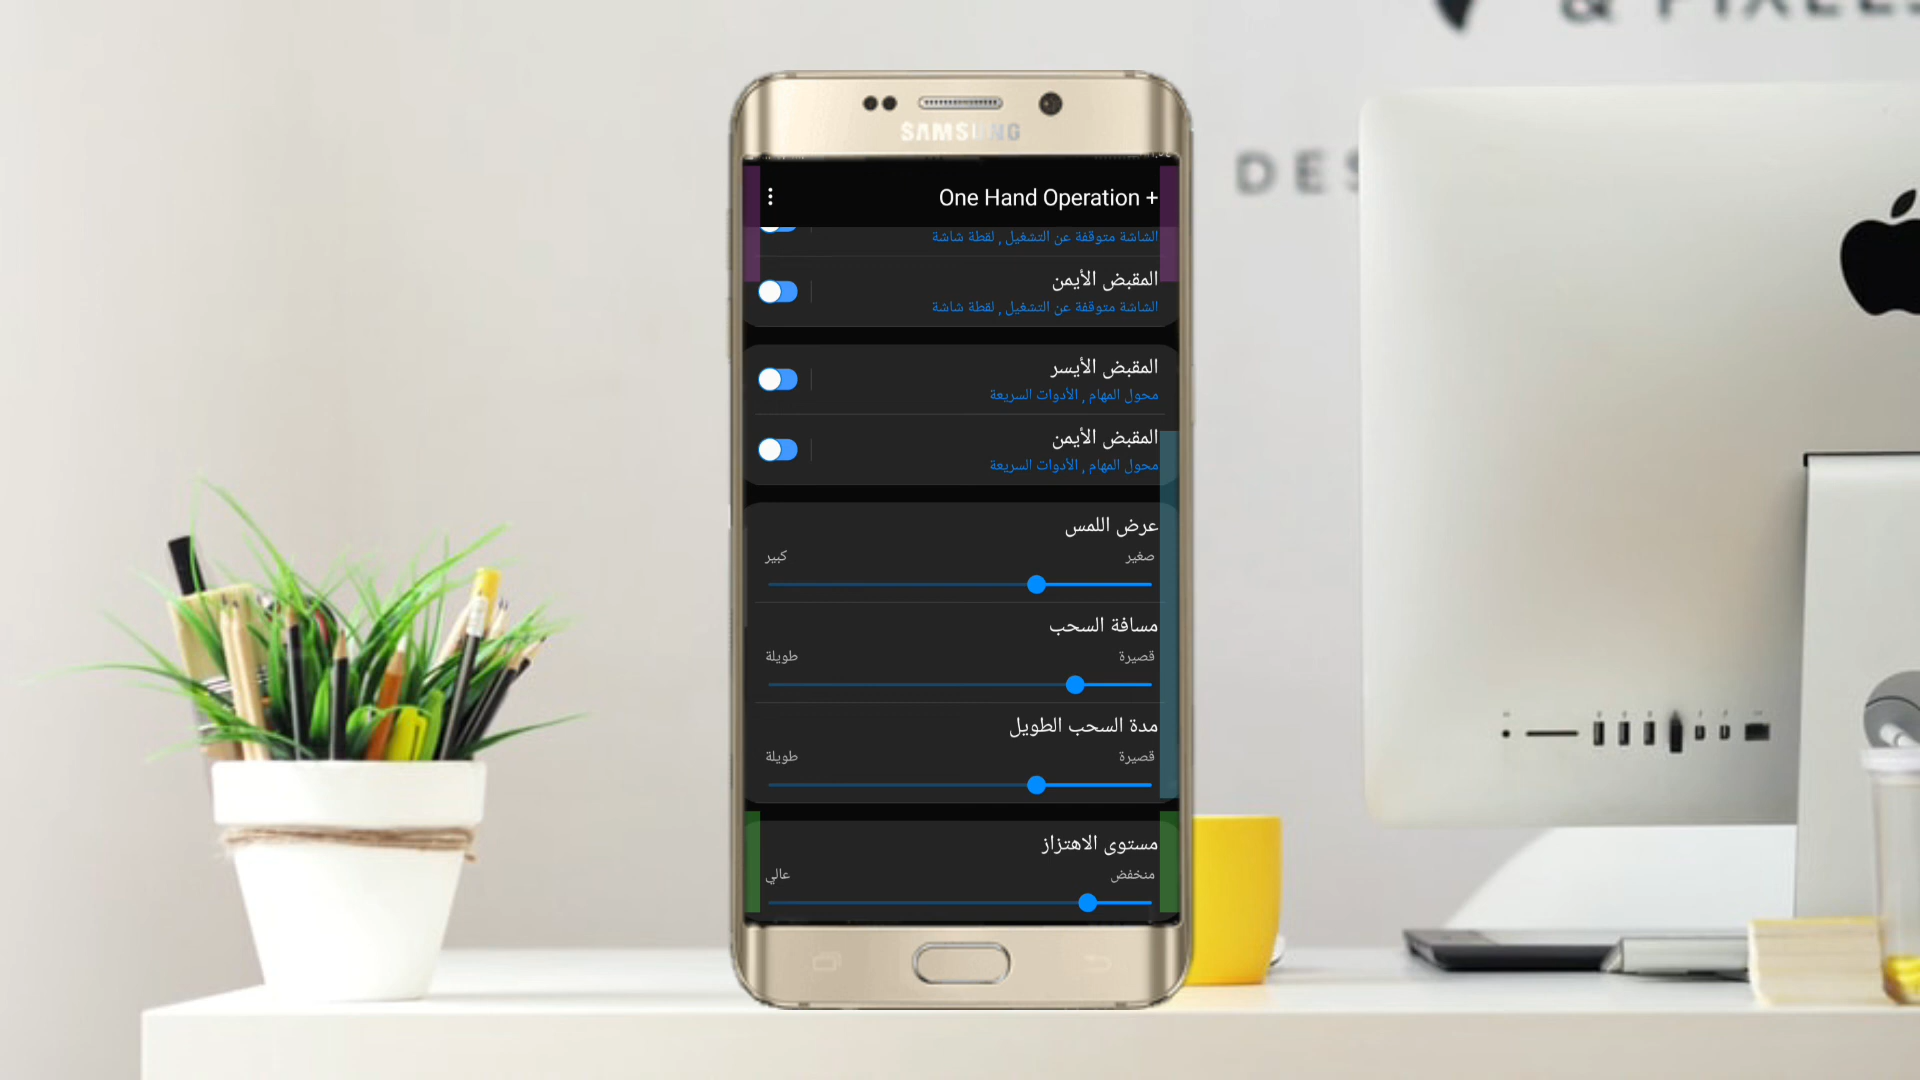 & PIXELS
DES
SAMSUNG
One Hand Operation +
الشاشة متوقفة عن التشغيل , لقطة شاشة
المقبض الأيمن
الشاشة متوقفة عن التشغيل , لقطة شاشة
المقبض الأيسر
محول المهام , الأدوات السريعة
المقبض الأيمن
محول المهام , الأدوات السريعة
عرض اللمس
صغير
كبير
مسافة السحب
قصيرة
طويلة
مدة السحب الطويل
قصيرة
طويلة
مستوى الاهتزاز
منخفض
عالي